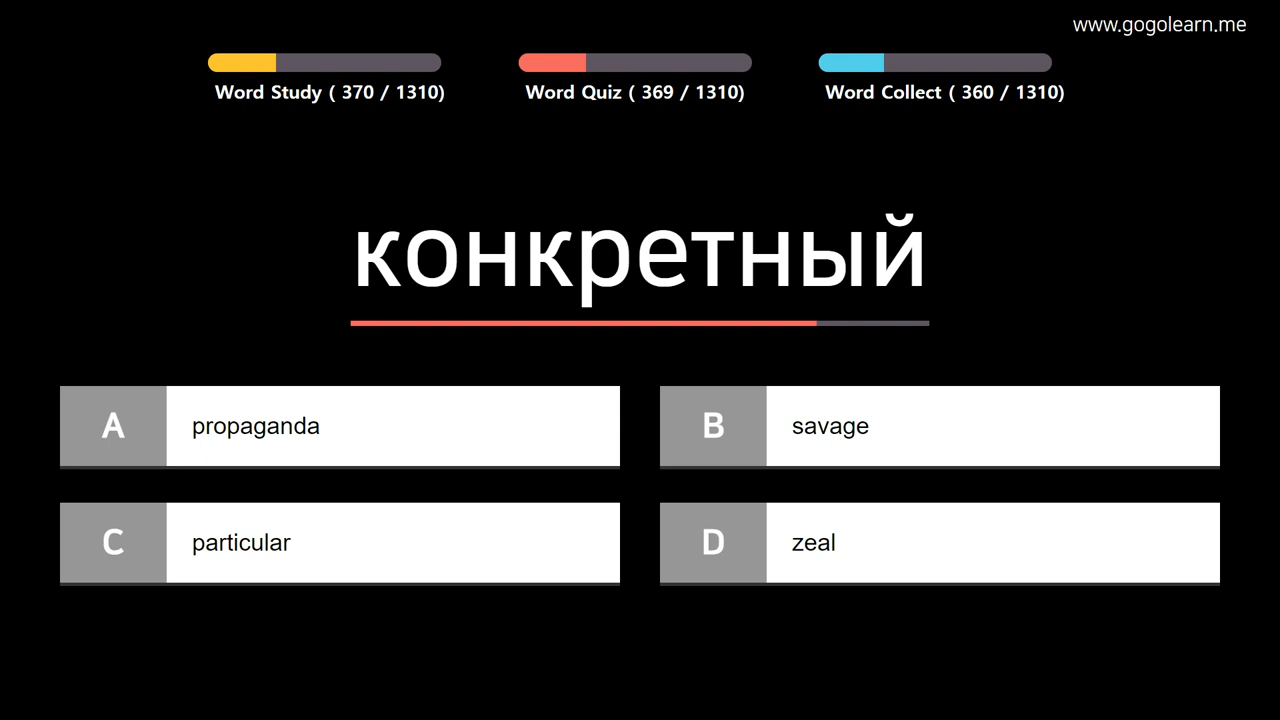 www.gogolearn.me
Word Study ( 370 / 1310)
Word Quiz ( 369 / 1310)
Word Collect ( 360 / 1310)
конкретный
A propaganda
B savage
C particular
D zeal